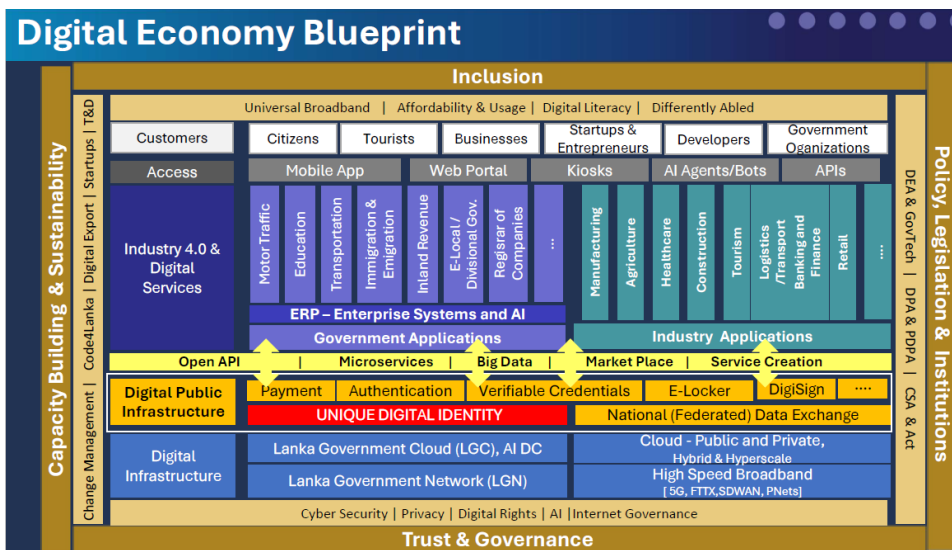 Digital Economy Blueprint
Inclusion
Universal Broadband | Affordability & Usage | Digital Literacy | Differently Abled
Capacity Building & Sustainability
Change Management | Code4Lanka | Digital Export | Startups | T&D
Customers
Citizens
Tourists
Businesses
Startups &
Entrepreneurs
Developers
Government
Oganizations
Access
Mobile App
Web Portal
Kiosks
AI Agents/Bots
APIs
Industry 4.0 &
Digital
Services
Motor Traffic
Education
Transportation
Immigration &
Emigration
Inland Revenue
E-Local /
Divisional Gov.
Registrar of
Companies
...
Manufacturing
Agriculture
Healthcare
Construction
Tourism
Logistics
/Transport
Banking and
Finance
Retail
...
ERP – Enterprise Systems and AI
Government Applications
Industry Applications
Open API | Microservices | Big Data | Market Place | Service Creation
Digital Public
Infrastructure
Payment
Authentication
Verifiable Credentials
E-Locker
DigiSign
....
UNIQUE DIGITAL IDENTITY
National (Federated) Data Exchange
Digital
Infrastructure
Lanka Government Cloud (LGC), AI DC
Cloud - Public and Private,
Hybrid & Hyperscale
Lanka Government Network (LGN)
High Speed Broadband
[ 5G, FTTX,SDWAN, PNets]
DEA & GovTech | DPA & PDPA | CSA & Act
Policy, Legislation & Institutions
Cyber Security | Privacy | Digital Rights | AI |Internet Governance
Trust & Governance